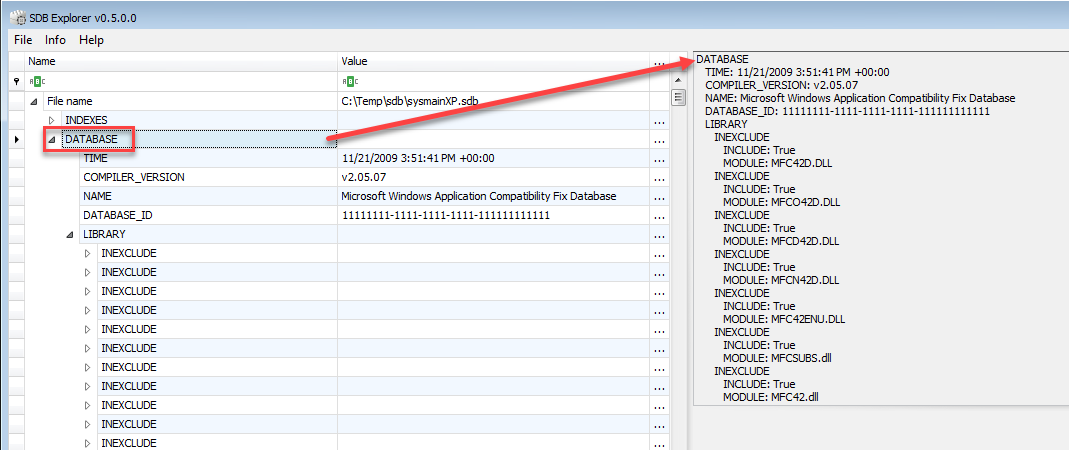 SDB Explorer v0.5.0.0
File Info Help
Name Value ...
ABC ABC
File name C:\Temp\sdb\sysmainXP.sdb
INDEXES ...
DATABASE ...
TIME 11/21/2009 3:51:41 PM +00:00 ...
COMPILER_VERSION v2.05.07 ...
NAME Microsoft Windows Application Compatibility Fix Database ...
DATABASE_ID 11111111-1111-1111-1111-111111111111 ...
LIBRARY ...
INEXCLUDE ...
INEXCLUDE ...
INEXCLUDE ...
INEXCLUDE ...
INEXCLUDE ...
INEXCLUDE ...
INEXCLUDE ...
INEXCLUDE ...
INEXCLUDE ...
INEXCLUDE ...
INEXCLUDE ...
DATABASE
TIME: 11/21/2009 3:51:41 PM +00:00
COMPILER_VERSION: v2.05.07
NAME: Microsoft Windows Application Compatibility Fix Database
DATABASE_ID: 11111111-1111-1111-1111-111111111111
LIBRARY
INEXCLUDE
INCLUDE: True
MODULE: MFC42D.DLL
INEXCLUDE
INCLUDE: True
MODULE: MFCO42D.DLL
INEXCLUDE
INCLUDE: True
MODULE: MFCD42D.DLL
INEXCLUDE
INCLUDE: True
MODULE: MFCN42D.DLL
INEXCLUDE
INCLUDE: True
MODULE: MFC42ENU.DLL
INEXCLUDE
INCLUDE: True
MODULE: MFCSUBS.dll
INEXCLUDE
INCLUDE: True
MODULE: MFC42.dll